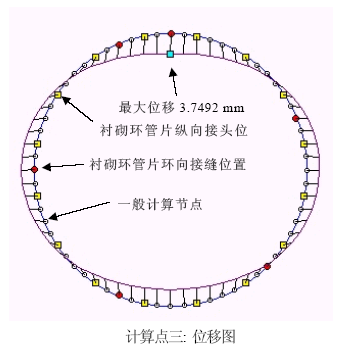 最大位移 3.7492 mm
衬砌环管片纵向接头位
衬砌环管片环向接缝位置
一般计算节点
计算点三: 位移图